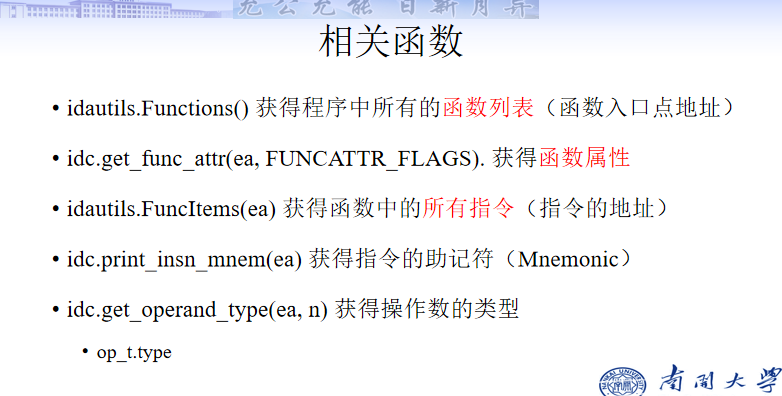 允公允能 日新月异
相关函数
• idautils.Functions() 获得程序中所有的函数列表（函数入口点地址）
• idc.get_func_attr(ea, FUNCATTR_FLAGS). 获得函数属性
• idautils.FuncItems(ea) 获得函数中的所有指令（指令的地址）
• idc.print_insn_mnem(ea) 获得指令的助记符（Mnemonic）
• idc.get_operand_type(ea, n) 获得操作数的类型
• op_t.type
南開大學